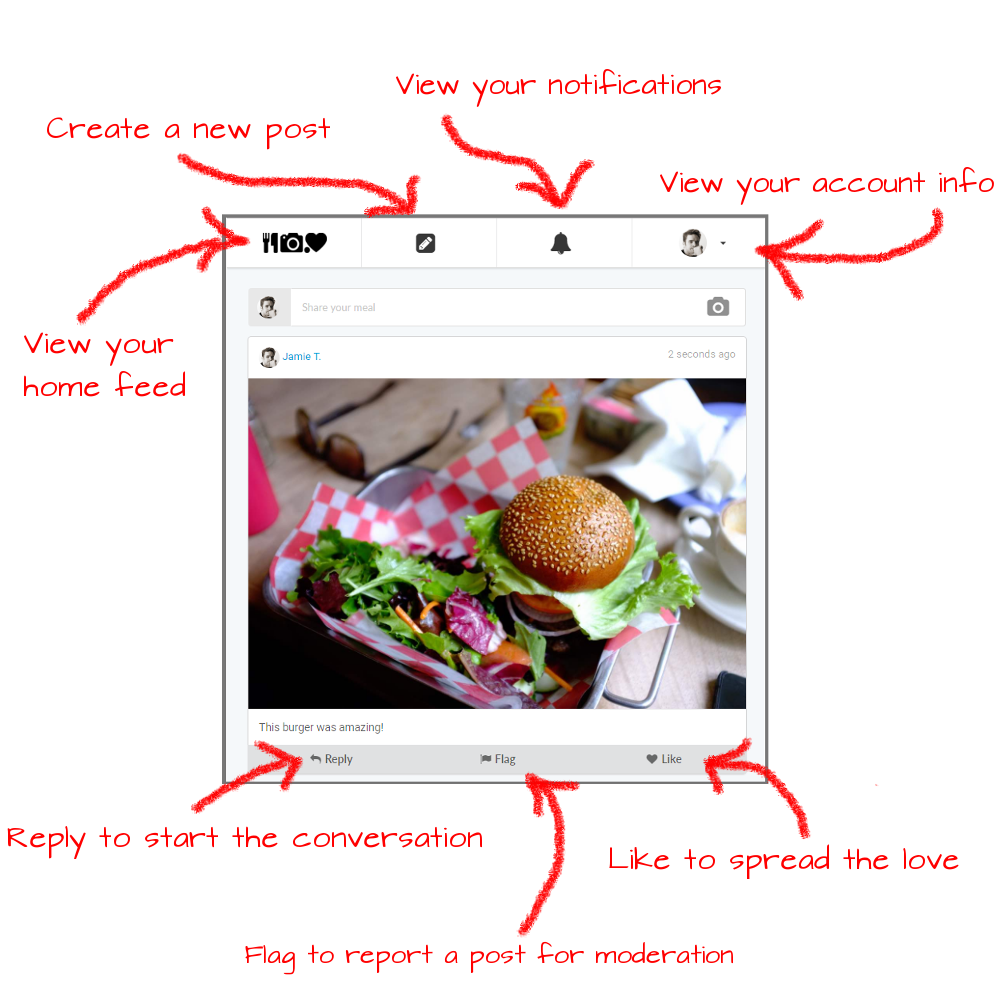 View your notifications
Create a new post
View your account info
View your
home feed
Share your meal
Jamie T.
2 seconds ago
This burger was amazing!
Reply
Flag
Like
Reply to start the conversation
Like to spread the love
Flag to report a post for moderation